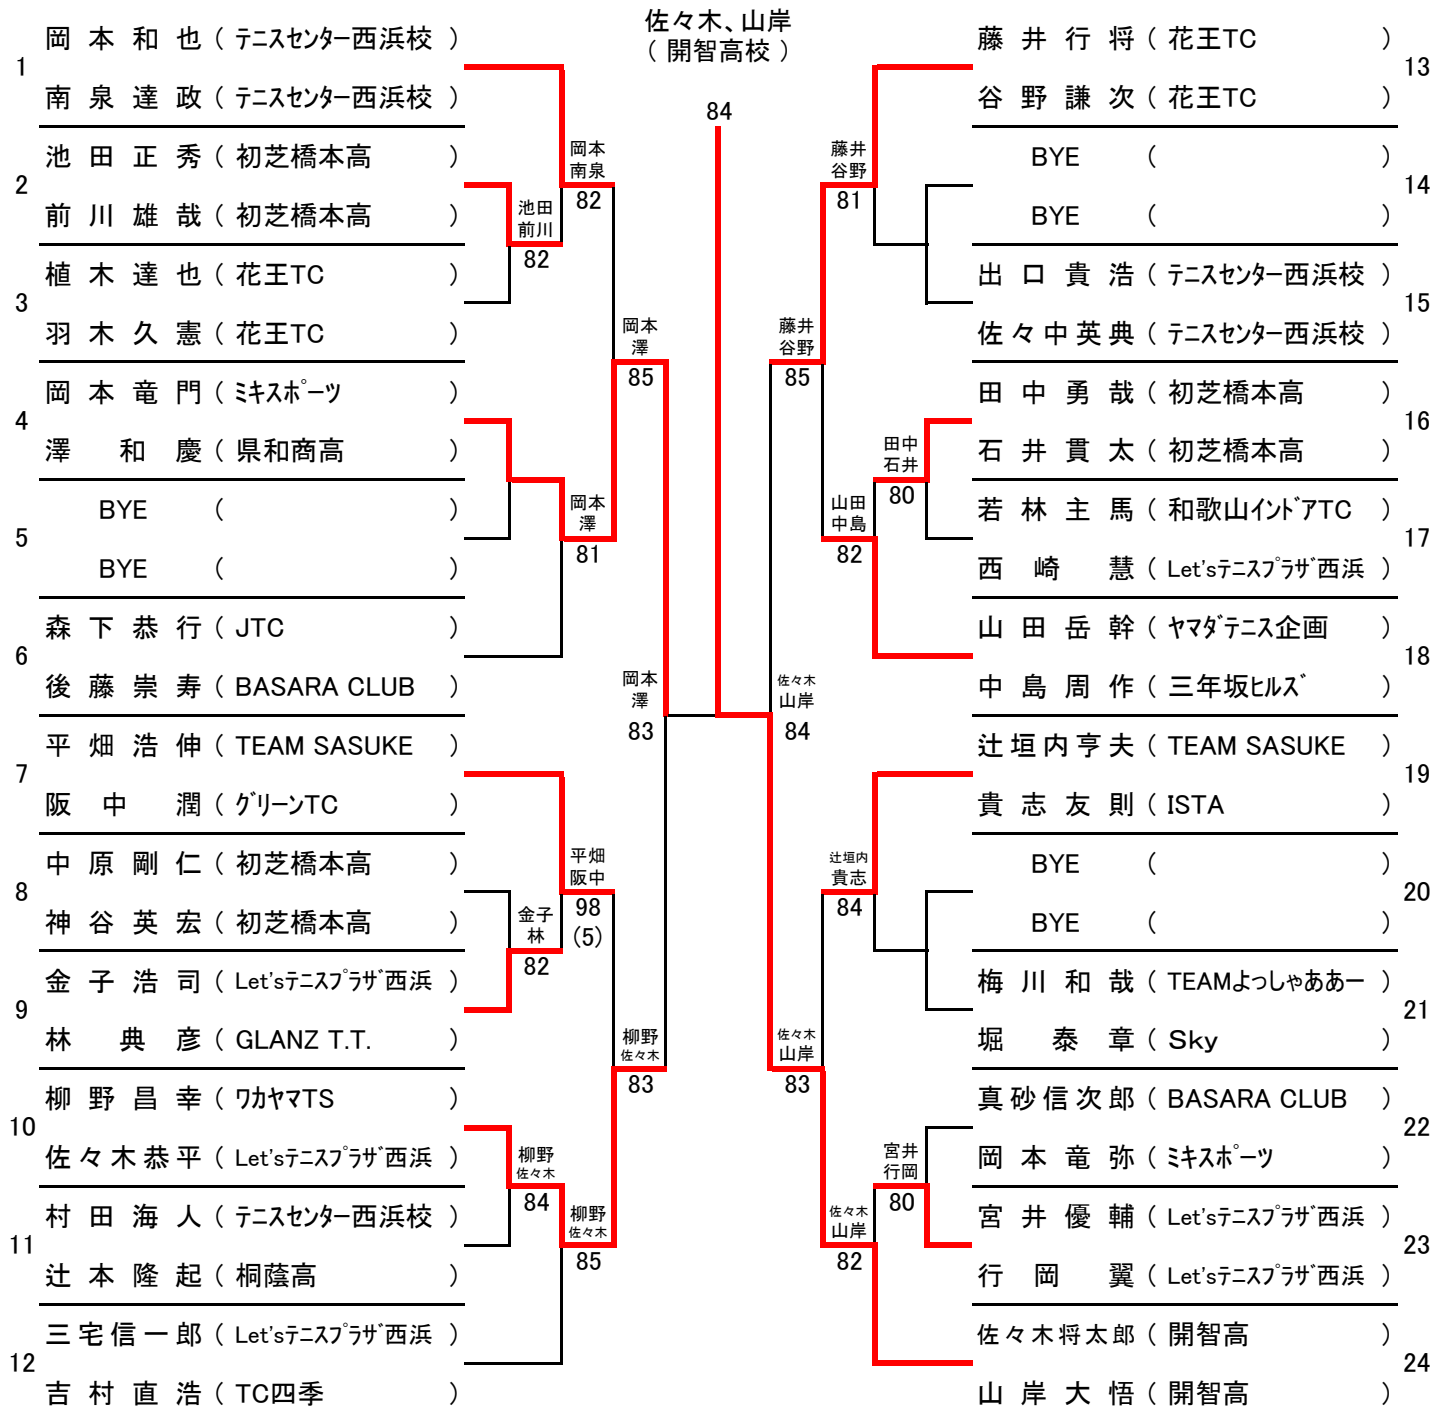 佐々木、山岸
（ 開智高校 ）
84
1
岡本和也（テニスセンター西浜校）
南泉達政（テニスセンター西浜校）
2
池田正秀（初芝橋本高）
前川雄哉（初芝橋本高）
3
植木達也（花王TC）
羽木久憲（花王TC）
4
岡本竜門（ミキスポーツ）
澤和慶（県和商高）
5
BYE（　）
BYE（　）
6
森下恭行（JTC）
後藤崇寿（BASARA CLUB）
7
平畑浩伸（TEAM SASUKE）
阪中潤（グリーンTC）
8
中原剛仁（初芝橋本高）
神谷英宏（初芝橋本高）
9
金子浩司（Let'sテニスプラザ西浜）
林典彦（GLANZ T.T.）
10
柳野昌幸（ワカヤマTS）
佐々木恭平（Let'sテニスプラザ西浜）
11
村田海人（テニスセンター西浜校）
辻本隆起（桐蔭高）
12
三宅信一郎（Let'sテニスプラザ西浜）
吉村直浩（TC四季）
池田
前川
82
岡本
南泉
82
岡本
澤
81
岡本
澤
85
金子
林
82
平畑
阪中
98
(5)
柳野
佐々木
84
柳野
佐々木
85
柳野
佐々木
83
岡本
澤
83
藤井
谷野
81
田中
石井
80
山田
中島
82
藤井
谷野
85
佐々木
山岸
84
辻垣内
貴志
84
佐々木
山岸
83
宮井
行岡
80
佐々木
山岸
82
藤井行将（花王TC）
谷野謙次（花王TC）
13
BYE（　）
BYE（　）
14
出口貴浩（テニスセンター西浜校）
佐々中英典（テニスセンター西浜校）
15
田中勇哉（初芝橋本高）
石井貫太（初芝橋本高）
16
若林主馬（和歌山インドアTC）
西崎慧（Let'sテニスプラザ西浜）
17
山田岳幹（ヤマダテニス企画）
中島周作（三年坂ヒルズ）
18
辻垣内亨夫（TEAM SASUKE）
貴志友則（ISTA）
19
BYE（　）
BYE（　）
20
梅川和哉（TEAMよっしゃああー）
堀泰章（Sky）
21
真砂信次郎（BASARA CLUB）
岡本竜弥（ミキスポーツ）
22
宮井優輔（Let'sテニスプラザ西浜）
行岡翼（Let'sテニスプラザ西浜）
23
佐々木将太郎（開智高）
山岸大悟（開智高）
24